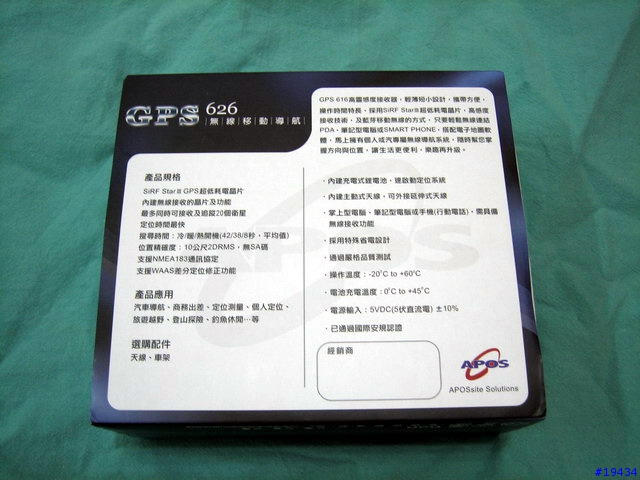 GPS 626
無線移動導航
GPS 616高靈感度接收器，輕薄短小設計，攜帶方便，
操作時間特長、採用SiRF StarⅢ超低耗電晶片，高感度
接收技術，及藍芽移動無線的方式，只要輕鬆無線連結
PDA、筆記型電腦或SMART PHONE，搭配電子地圖軟
體，馬上擁有個人或汽車屬無線導航系統，隨時幫您掌
握方向與位置，讓生活更便利，樂趣再升級。
產品規格
SiRF StarⅢ GPS超低耗電晶片
內建無線接收的晶片及功能
最多同時可接收及追蹤20個衛星
定位時間最快
搜尋時間：冷/暖/熱開機(42/38/8秒，平均值)
位置精確度：10公尺2DRMS，無SA碼
支援NMEA183通訊協定
支援WAAS差分定位修正功能
產品應用
汽車導航、商務出差、定位測量、個人定位、
旅遊越野、登山探險、釣魚休閒…等
選購配件
天線、車架
．內建充電式鋰電池，速啟動定位系統
．內建主動式天線，可外接延伸式天線
．掌上型電腦、筆記型電腦或手機(行動電話)，需具備
無線接收功能
．採用特殊省電設計
．通過嚴格品質測試
．操作溫度：-20°C to +60°C
．電池充電溫度：0°C to +45°C
．電源輸入：5VDC(5伏直流電) ±10%
．已通過國際安規認證
經銷商
APOS
APOSsite Solutions
APOS
#19434